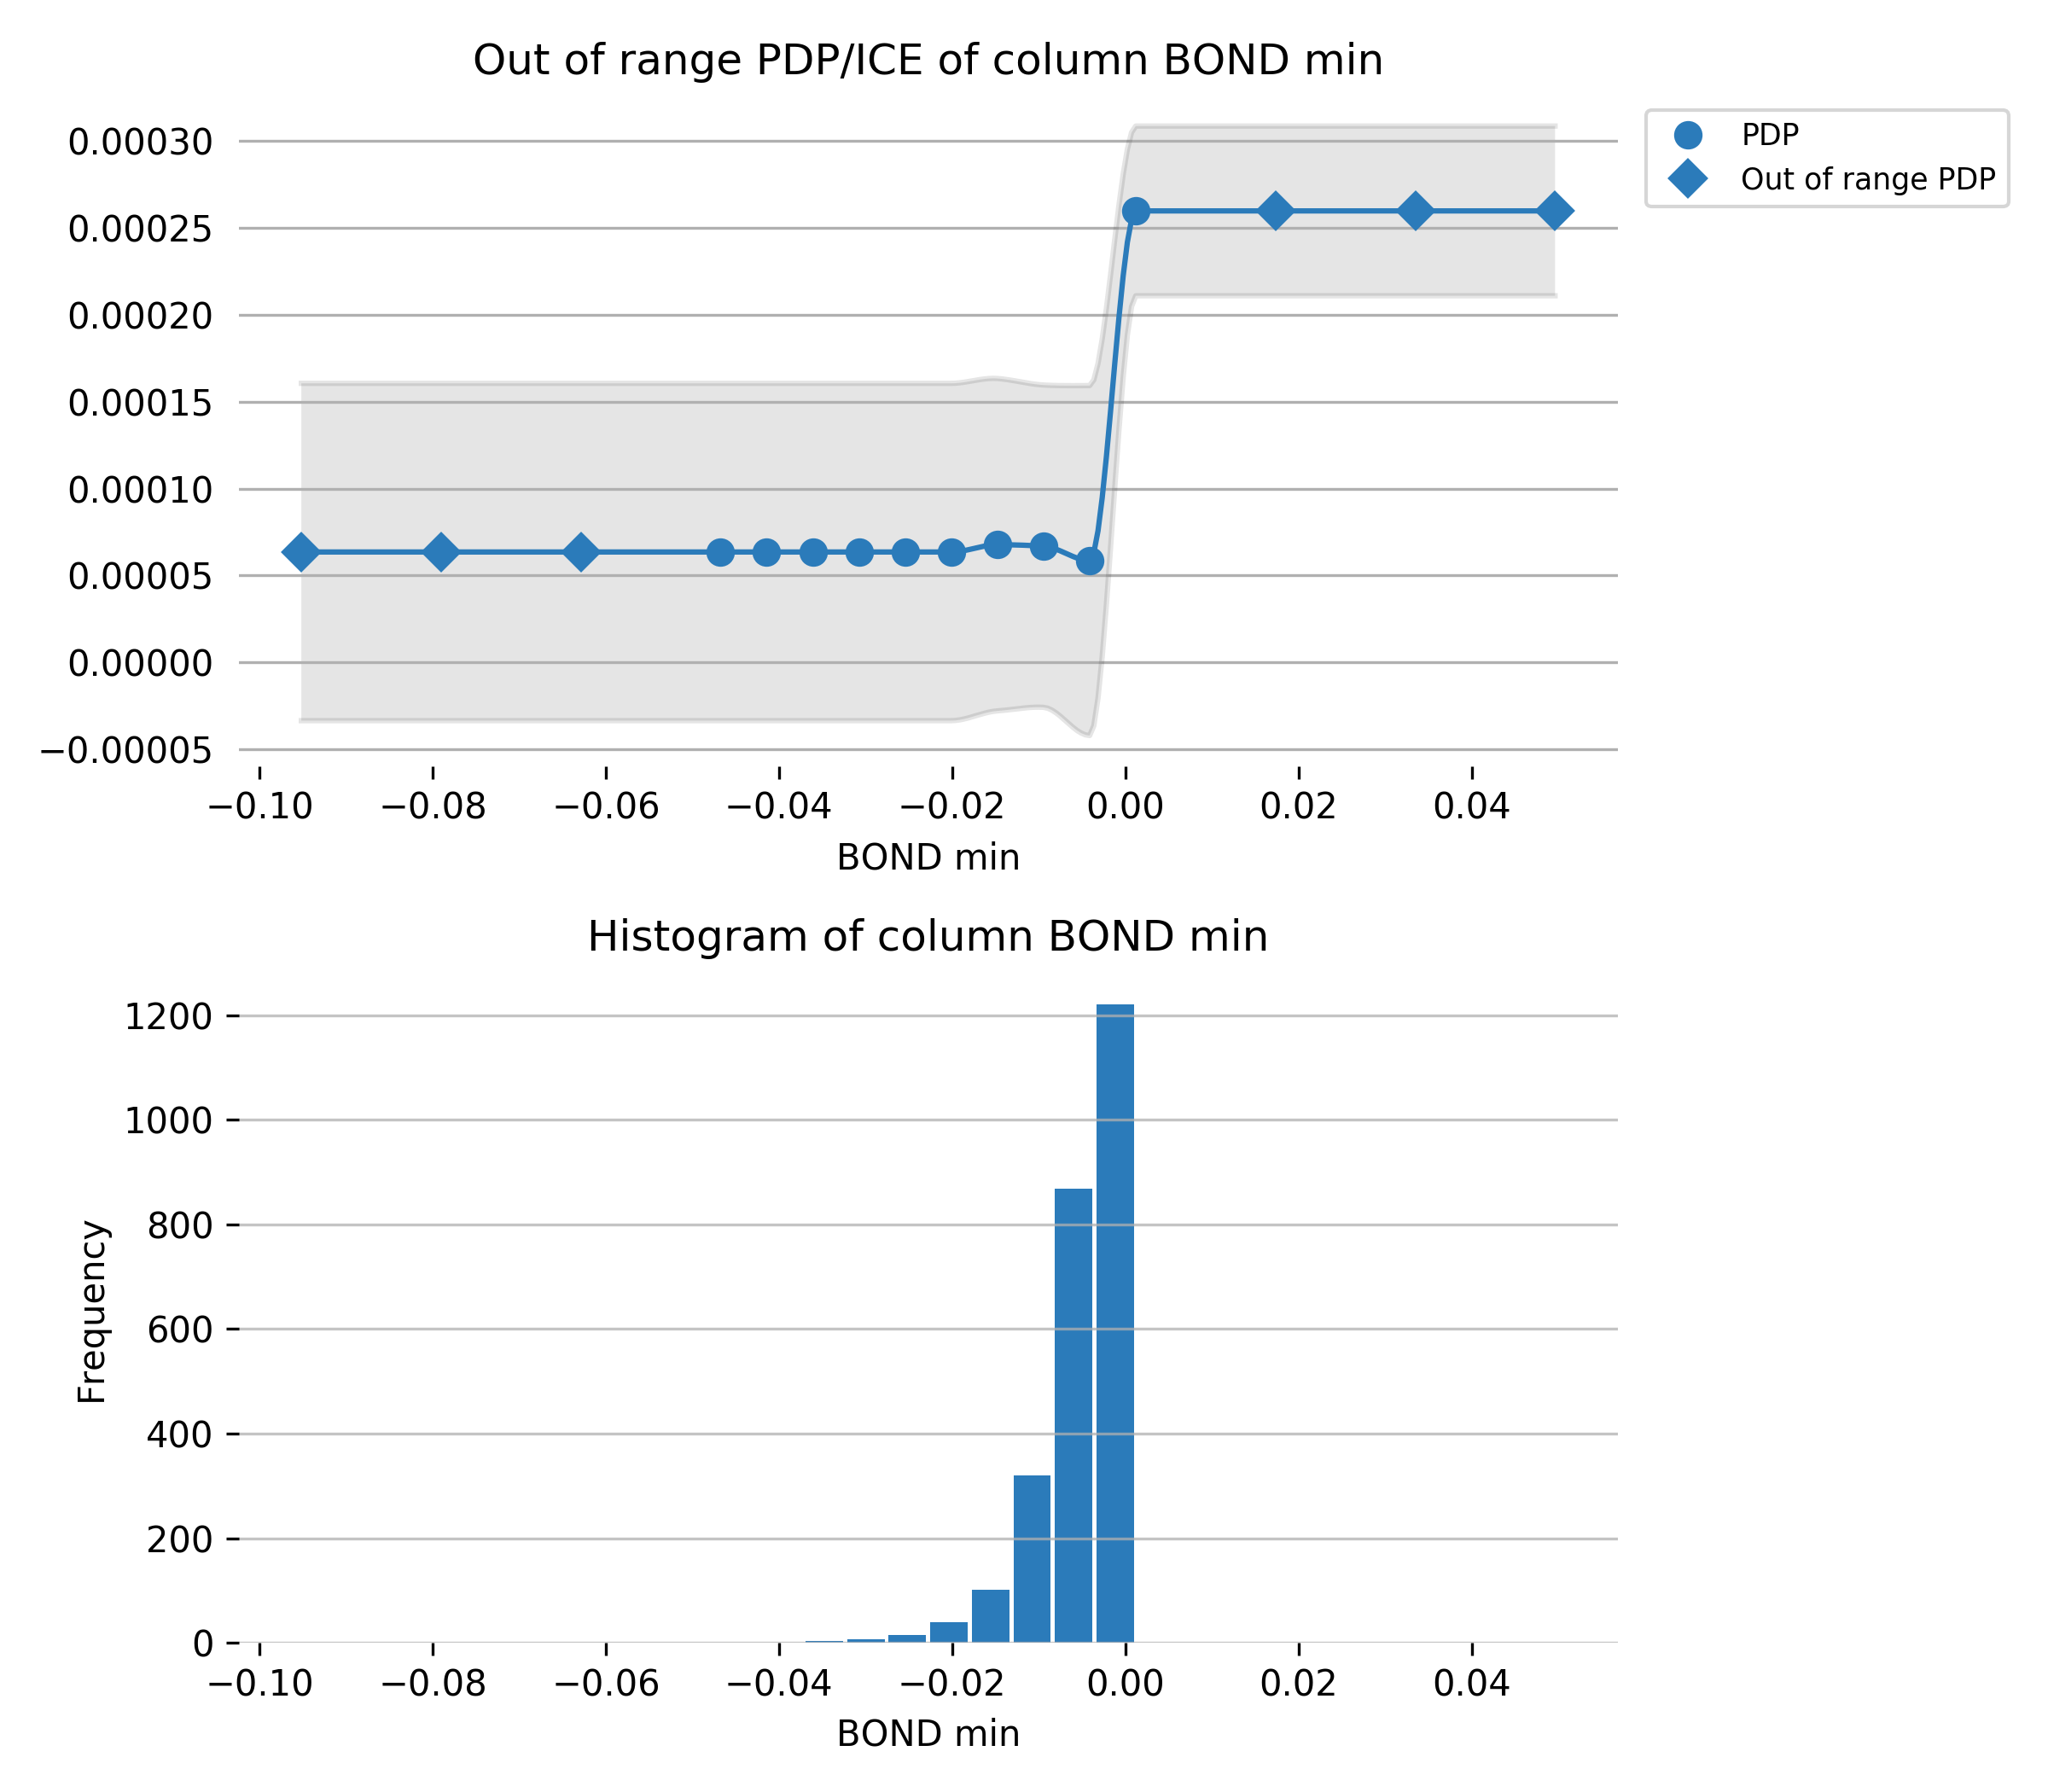 Out of range PDP/ICE of column BOND min
PDP
Out of range PDP
0.00030
0.00025
0.00020
0.00015
0.00010
0.00005
0.00000
−0.00005
−0.10 −0.08 −0.06 −0.04 −0.02 0.00 0.02 0.04
BOND min
Histogram of column BOND min
Frequency
1200
1000
800
600
400
200
0
−0.10 −0.08 −0.06 −0.04 −0.02 0.00 0.02 0.04
BOND min